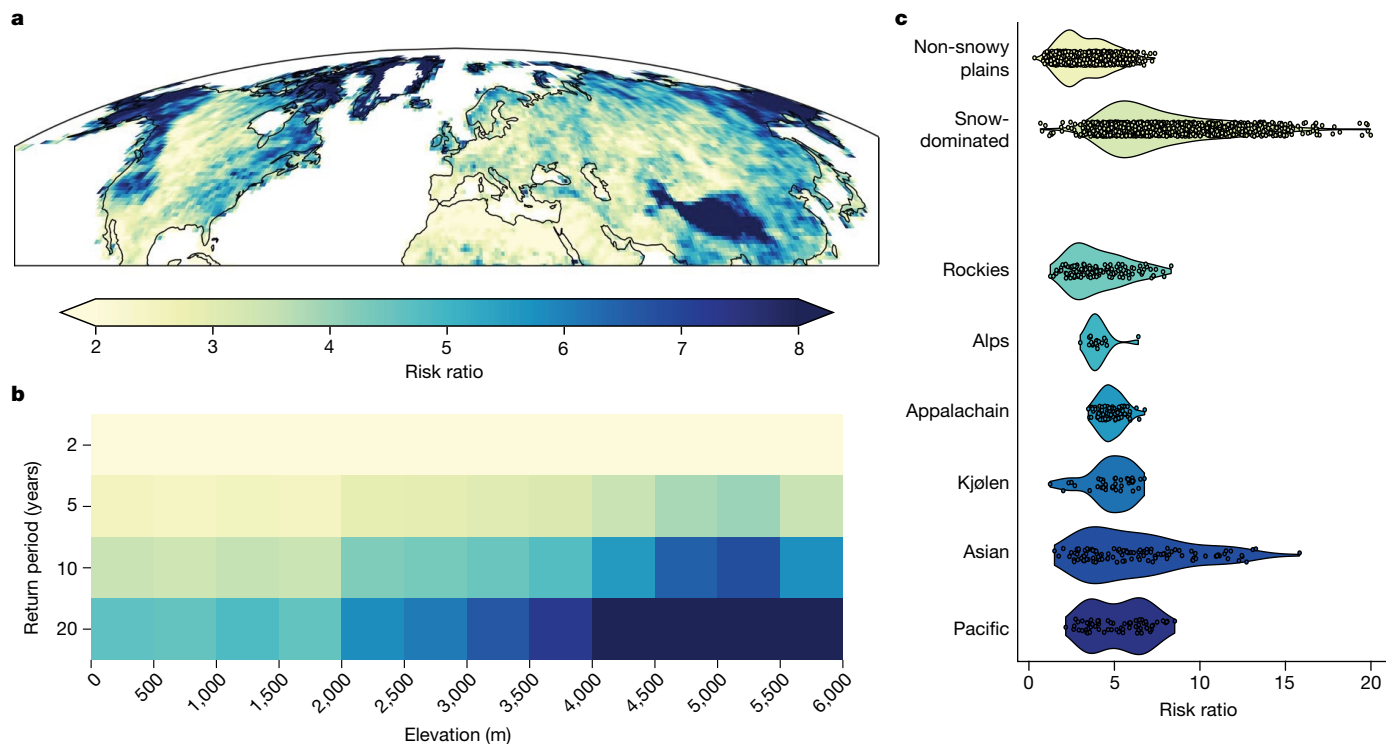 a
2 3 4 5 6 7 8
Risk ratio
b
Return period (years)
2
5
10
20
0 500 1,000 1,500 2,000 2,500 3,000 3,500 4,000 4,500 5,000 5,500 6,000
Elevation (m)
c
Non-snowy
plains
Snow-
dominated
Rockies
Alps
Appalachain
Kjølen
Asian
Pacific
0 5 10 15 20
Risk ratio